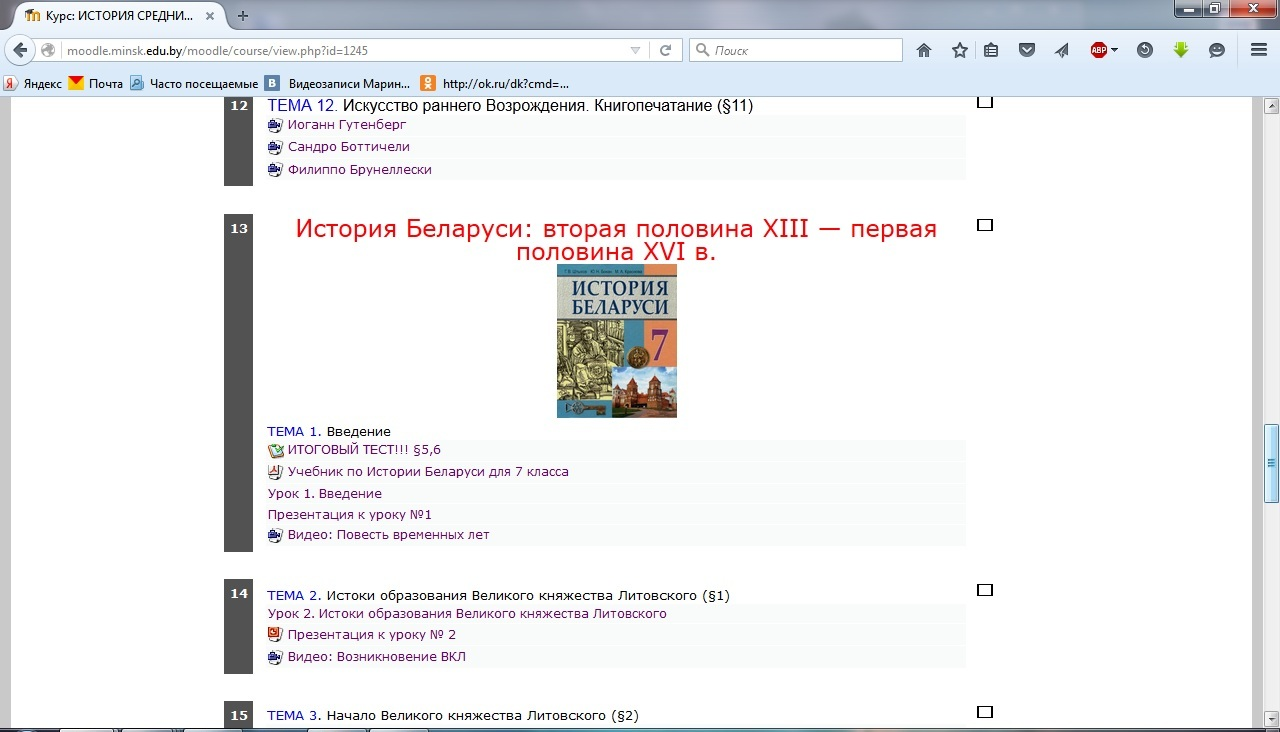 Курс: ИСТОРИЯ СРЕДНИ...
moodle.minsk.edu.by/moodle/course/view.php?id=1245
Поиск
ABP
Яндекс
Почта
Часто посещаемые
Видеозаписи Марин...
http://ok.ru/dk?cmd=...
12
ТЕМА 12. Искусство раннего Возрождения. Книгопечатание (§11)
Иоганн Гутенберг
Сандро Боттичели
Филиппо Брунеллески
13
История Беларуси: вторая половина XIII — первая
половина XVI в.
ИСТОРИЯ
БЕЛАРУСИ
7
ТЕМА 1. Введение
ИТОГОВЫЙ ТЕСТ!!! §5,6
Учебник по Истории Беларуси для 7 класса
Урок 1. Введение
Презентация к уроку №1
Видео: Повесть временных лет
14
ТЕМА 2. Истоки образования Великого княжества Литовского (§1)
Урок 2. Истоки образования Великого княжества Литовского
Презентация к уроку № 2
Видео: Возникновение ВКЛ
15
ТЕМА 3. Начало Великого княжества Литовского (§2)